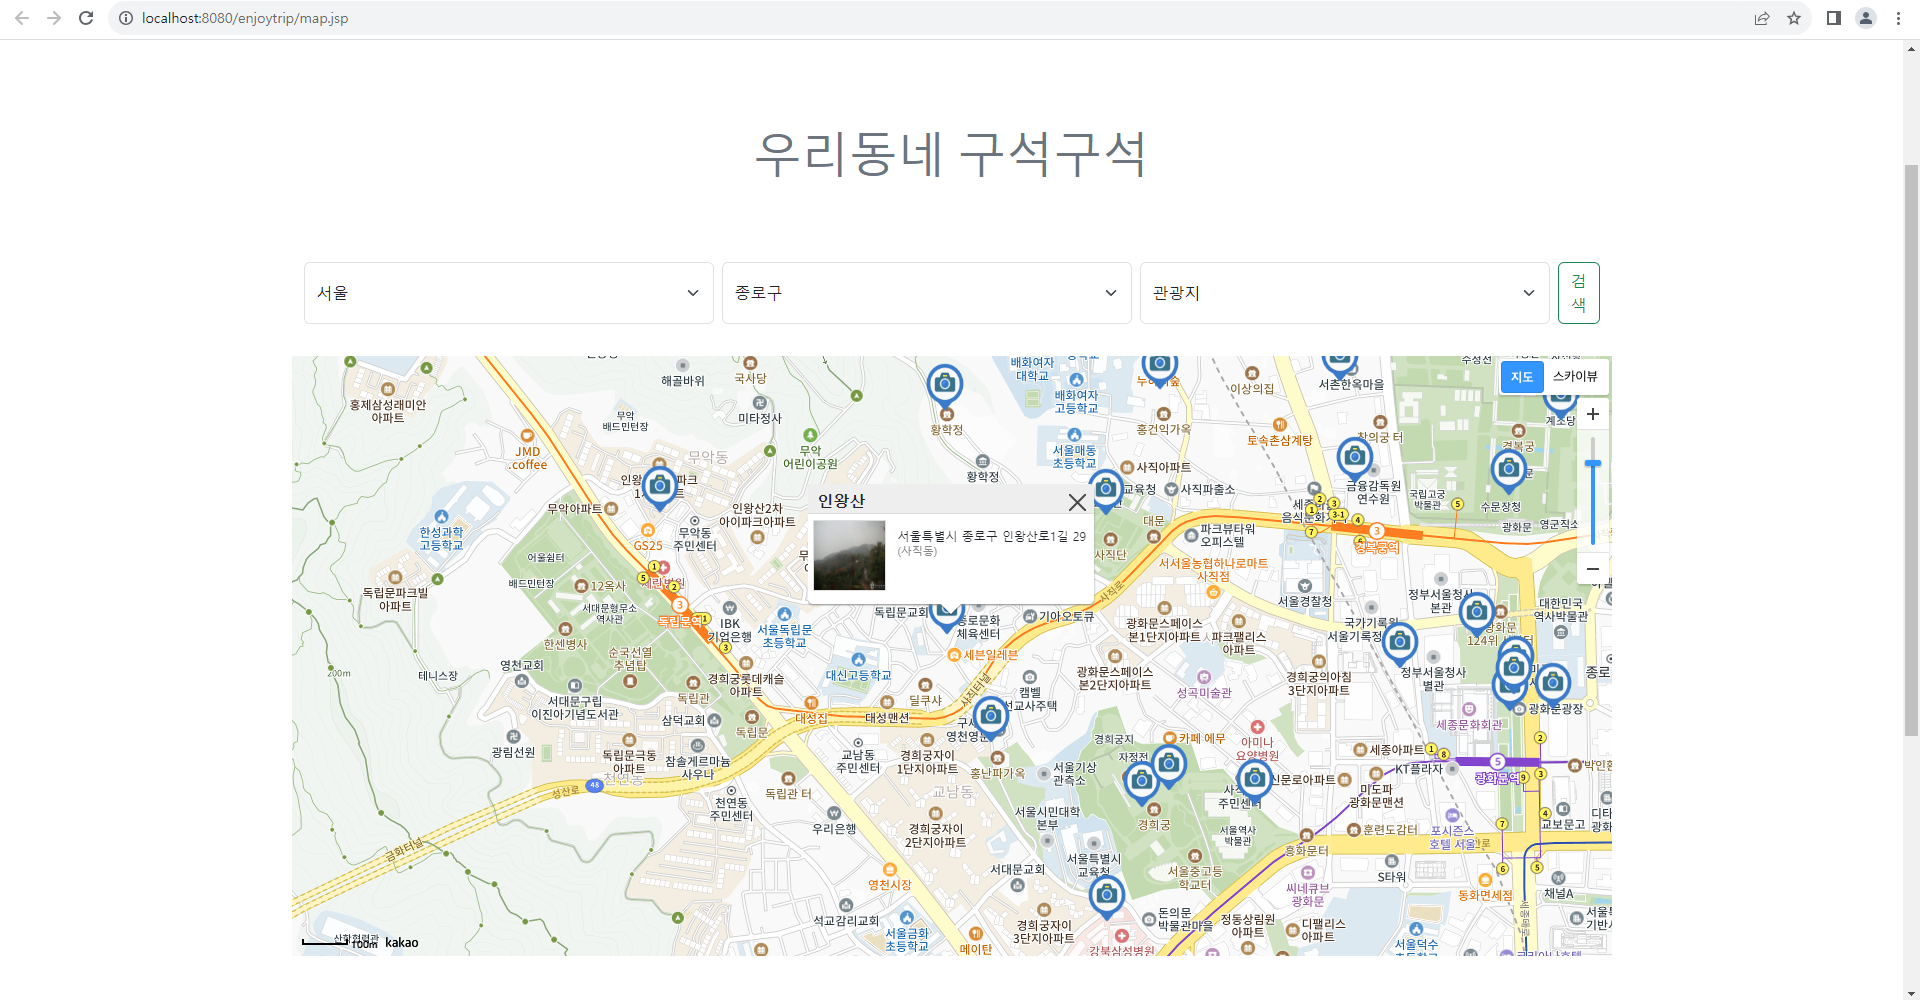 localhost:8080/enjoytrip/map.jsp
우리동네 구석구석
서울
종로구
관광지
검
색
지도
스카이뷰
해골바위
국사당
배화여자
대학교
배화여자
고등학교
이상의집
서촌한옥마을
계조당
홍제삼성래미안
아파트
무악
배드민턴장
미타정사
황학정
홍건익가옥
토속촌삼계탕
창의궁 터
경복궁
JMD
.coffee
무악동
무악
어린이공원
서울매동
초등학교
황학정
사직아파트
교육청
사직파출소
금융감독원
연수원
국립고궁
박물관
수문장청
광화문
영군직소
무악아파트
인왕산2차
아이파크아파트
한성과학
고등학교
GS25
무악동
주민센터
인왕산
서울특별시 종로구 인왕산로1길 29
(사직동)
대문
파크뷰타워
오피스텔
사직단
경복궁역
서서울농협하나로마트
사직점
사직로
어울쉼터
배드민턴장
12옥사
세란병원
독립문파크빌
아파트
서대문형무소
역사관
독립문역
IBK
기업은행
서울독립문
초등학교
독립문교회
종로문화
체육센터
기아오토큐
세븐일레븐
광화문스페이스
본1단지아파트
서울경찰청
정부서울청사
본관
국가기록원
서울기록정
파크팰리스
아파트
대한민국
역사박물관
한센병사
순국선열
추념탑
영천교회
테니스장
200m
경희궁롯데캐슬
아파트
대신고등학교
사직터널
캠벨
선교사주택
광화문스페이스
본2단지아파트
성곡미술관
경희궁의아침
3단지아파트
정부서울청사
별관
종로
서대문구립
이진아기념도서관
독립관
딜쿠샤
삼덕교회
독립문
대성집
대성맨션
광화문광장
세종문화회관
광림선원
독립문극동
아파트
참솔게르마늄
사우나
천연동
교남동
주민센터
경희궁자이
1단지아파트
홍난파가옥
서울기상
관측소
경희궁지
자정전
카페 에무
아미나
요양병원
세종아파트
KT플라자
광화문역
성산로
48
독립관 터
천연동
주민센터
우리은행
교남동
경희궁자이
2단지아파트
서울시민대학
본부
경희궁
주민센터
신문로아파트
미도파
광화문맨션
서울역사
박물관
훈련도감터
포시즌스
호텔 서울
교보문고
금화터널
흥화문터
서울특별시
교육청
서대문교회
서울중고등
학교터
S타워
영천시장
씨네큐브
광화문
동화면세점
채널A
석교감리교회
서울금화
초등학교
메이탄
경희궁자이
3단지아파트
돈의문
박물관마을
정동상림원
아파트
디팰리스
아파트
강북삼성병원
서울덕수
100m
kakao